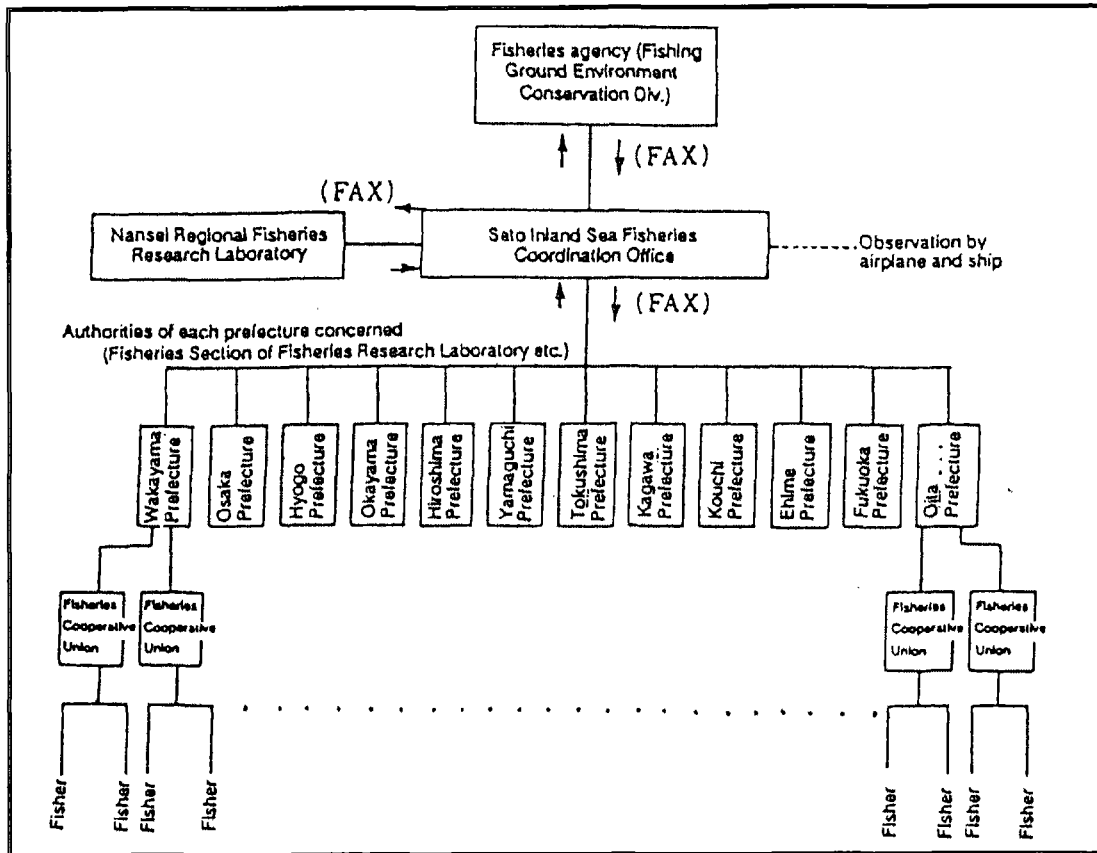 Fisheries agency (Fishing
Ground Environment
Conservation Div.)
(FAX)
(FAX)
Nansei Regional Fisheries
Research Laboratory
Seto Inland Sea Fisheries
Coordination Office
Observation by
airplane and ship
(FAX)
Authorities of each prefecture concerned
(Fisheries Section of Fisheries Research Laboratory etc.)
Wakayama
Prefecture
Osaka
Prefecture
Hyogo
Prefecture
Okayama
Prefecture
Hiroshima
Prefecture
Yamaguchi
Prefecture
Tokushima
Prefecture
Kagawa
Prefecture
Kouchi
Prefecture
Ehime
Prefecture
Fukuoka
Prefecture
Oita
Prefecture
Fisheries
Cooperative
Union
Fisheries
Cooperative
Union
Fisheries
Cooperative
Union
Fisheries
Cooperative
Union
Fisher
Fisher
Fisher
Fisher
Fisher
Fisher
Fisher
Fisher